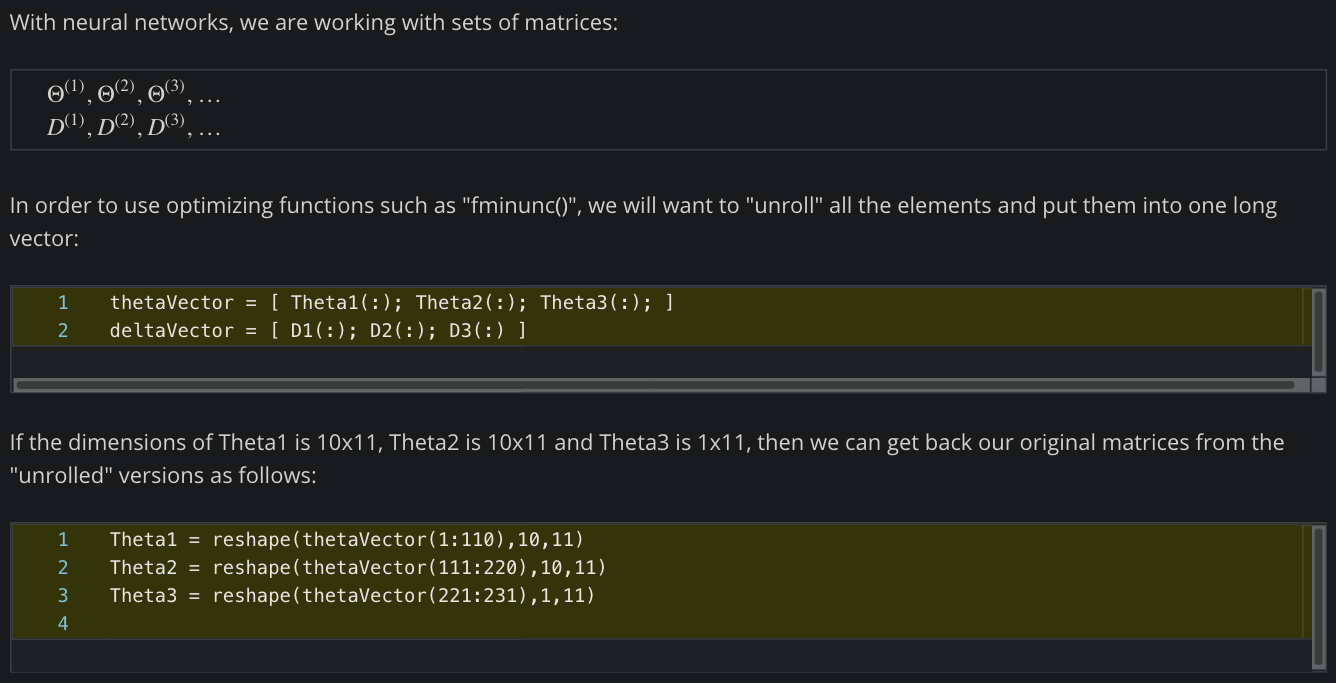 With neural networks, we are working with sets of matrices:
Θ⁽¹⁾, Θ⁽²⁾, Θ⁽³⁾, …
D⁽¹⁾, D⁽²⁾, D⁽³⁾, …
In order to use optimizing functions such as "fminunc()", we will want to "unroll" all the elements and put them into one long
vector:
1 thetaVector = [ Theta1(:); Theta2(:); Theta3(:); ]
2 deltaVector = [ D1(:); D2(:); D3(:) ]
If the dimensions of Theta1 is 10x11, Theta2 is 10x11 and Theta3 is 1x11, then we can get back our original matrices from the
"unrolled" versions as follows:
1 Theta1 = reshape(thetaVector(1:110),10,11)
2 Theta2 = reshape(thetaVector(111:220),10,11)
3 Theta3 = reshape(thetaVector(221:231),1,11)
4